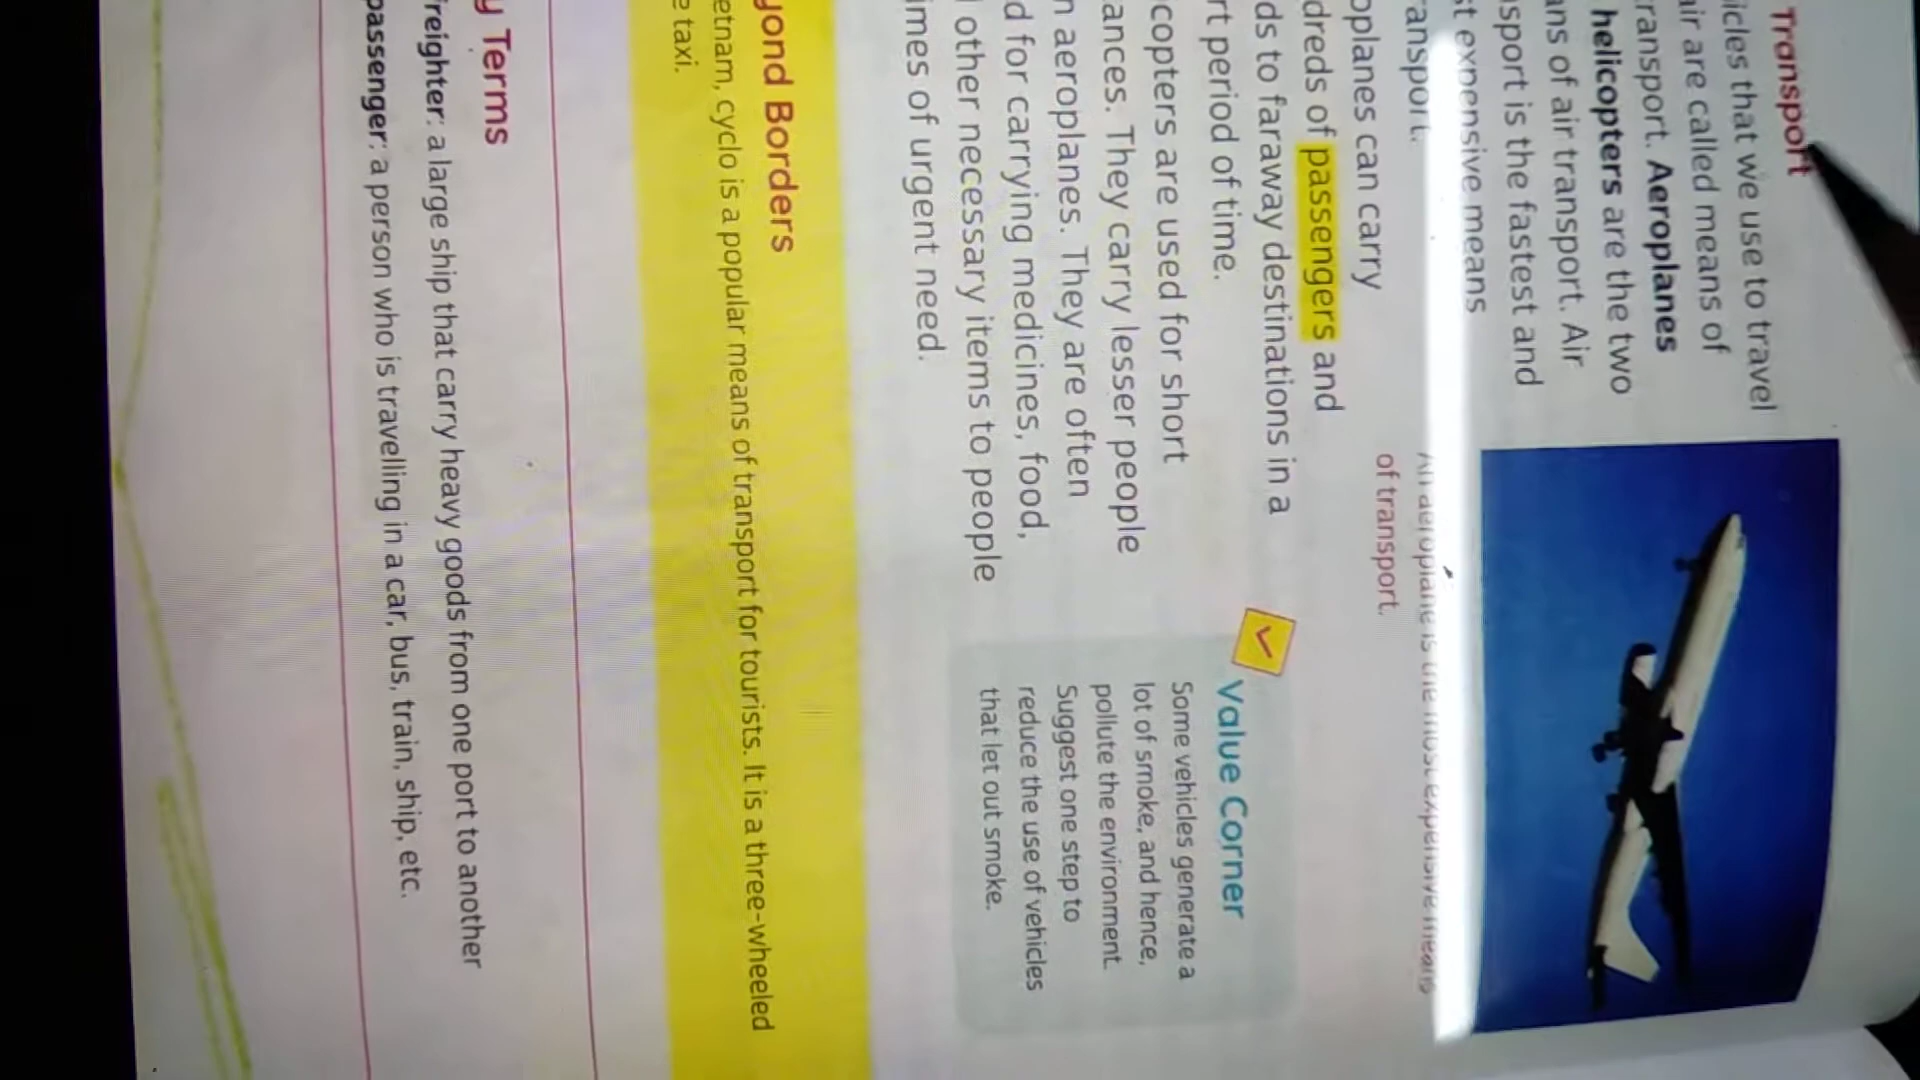 Transport
icles that we use to travel
air are called means of
transport. Aeroplanes
helicopters are the two
ans of air transport. Air
nsport is the fastest and
st expensive means
ransport.
An aeroplane is the most expensive means
of transport.
oplanes can carry
dreds of passengers and
ds to faraway destinations in a
rt period of time.
copters are used for short
ances. They carry lesser people
n aeroplanes. They are often
d for carrying medicines, food,
other necessary items to people
imes of urgent need.
Value Corner
Some vehicles generate a
lot of smoke, and hence,
pollute the environment.
Suggest one step to
reduce the use of vehicles
that let out smoke.
yond Borders
etnam, cyclo is a popular means of transport for tourists. It is a three-wheeled
e taxi.
y Terms
freighter: a large ship that carry heavy goods from one port to another
passenger: a person who is travelling in a car, bus, train, ship, etc.